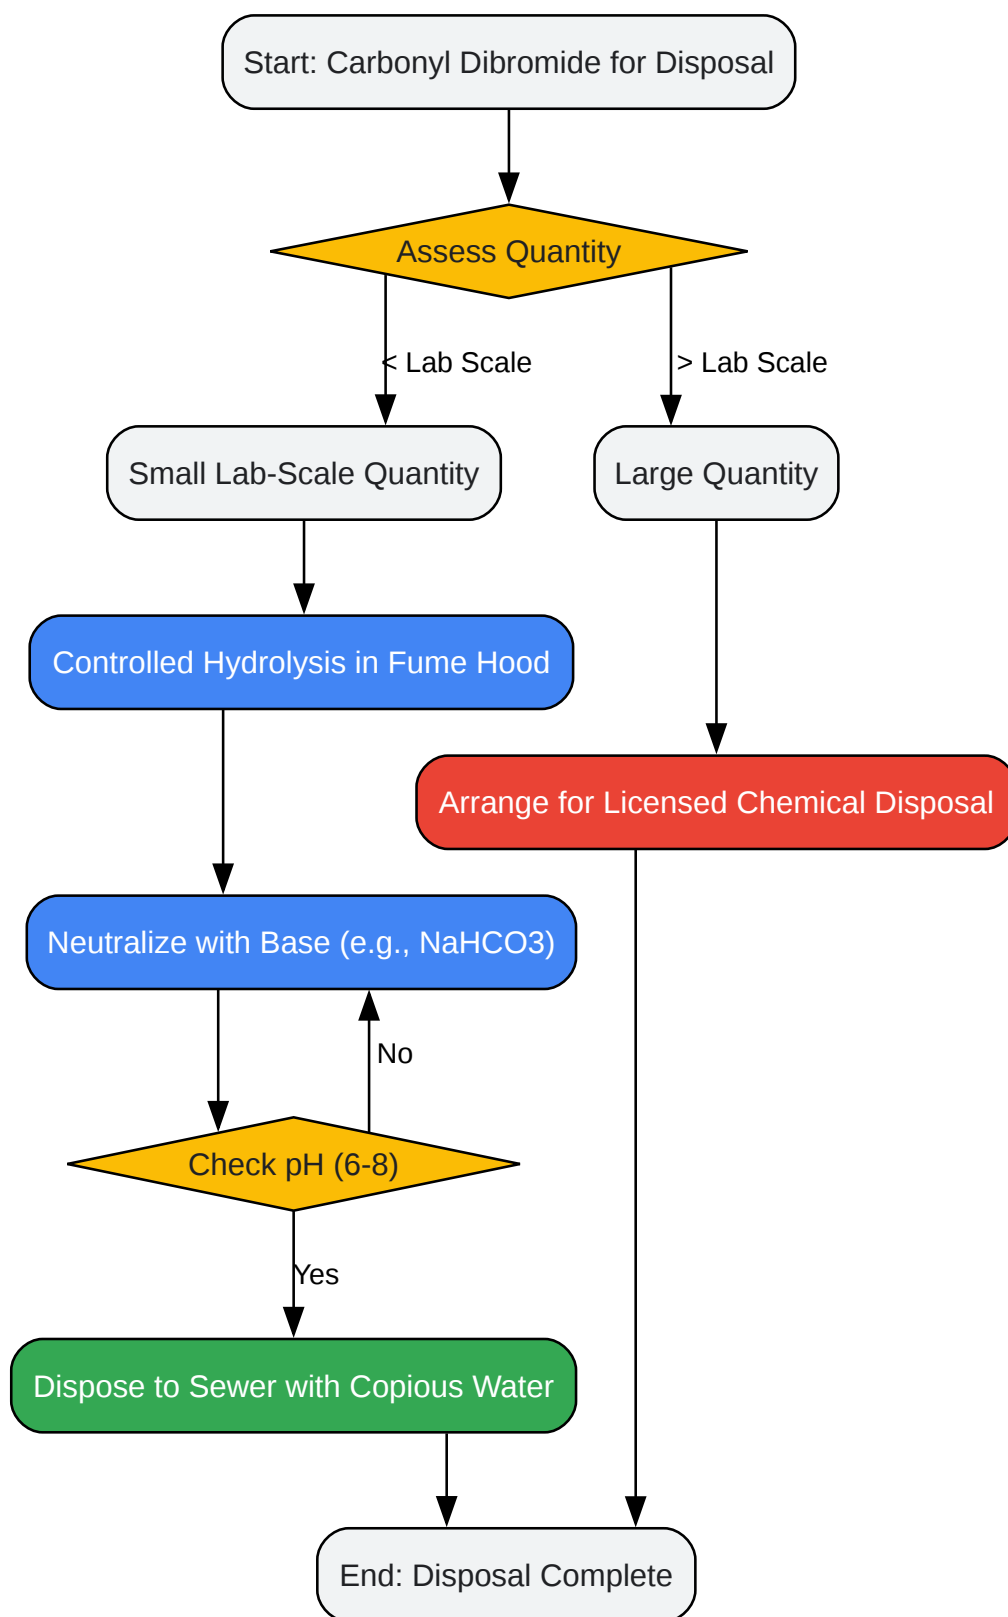 Start: Carbonyl Dibromide for Disposal
Assess Quantity
< Lab Scale
> Lab Scale
Small Lab-Scale Quantity
Large Quantity
Controlled Hydrolysis in Fume Hood
Arrange for Licensed Chemical Disposal
Neutralize with Base (e.g., NaHCO3)
No
Check pH (6-8)
Yes
Dispose to Sewer with Copious Water
End: Disposal Complete